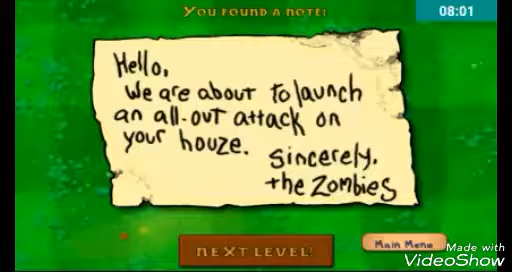 You found a note:
08:01
Hello,
We are about to launch
an all-out attack on
your houze.
Sincerely,
the Zombies
NEXT LEVEL!
Main Menu
Made with
VideoShow